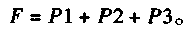 F = P1 + P2 + P3。